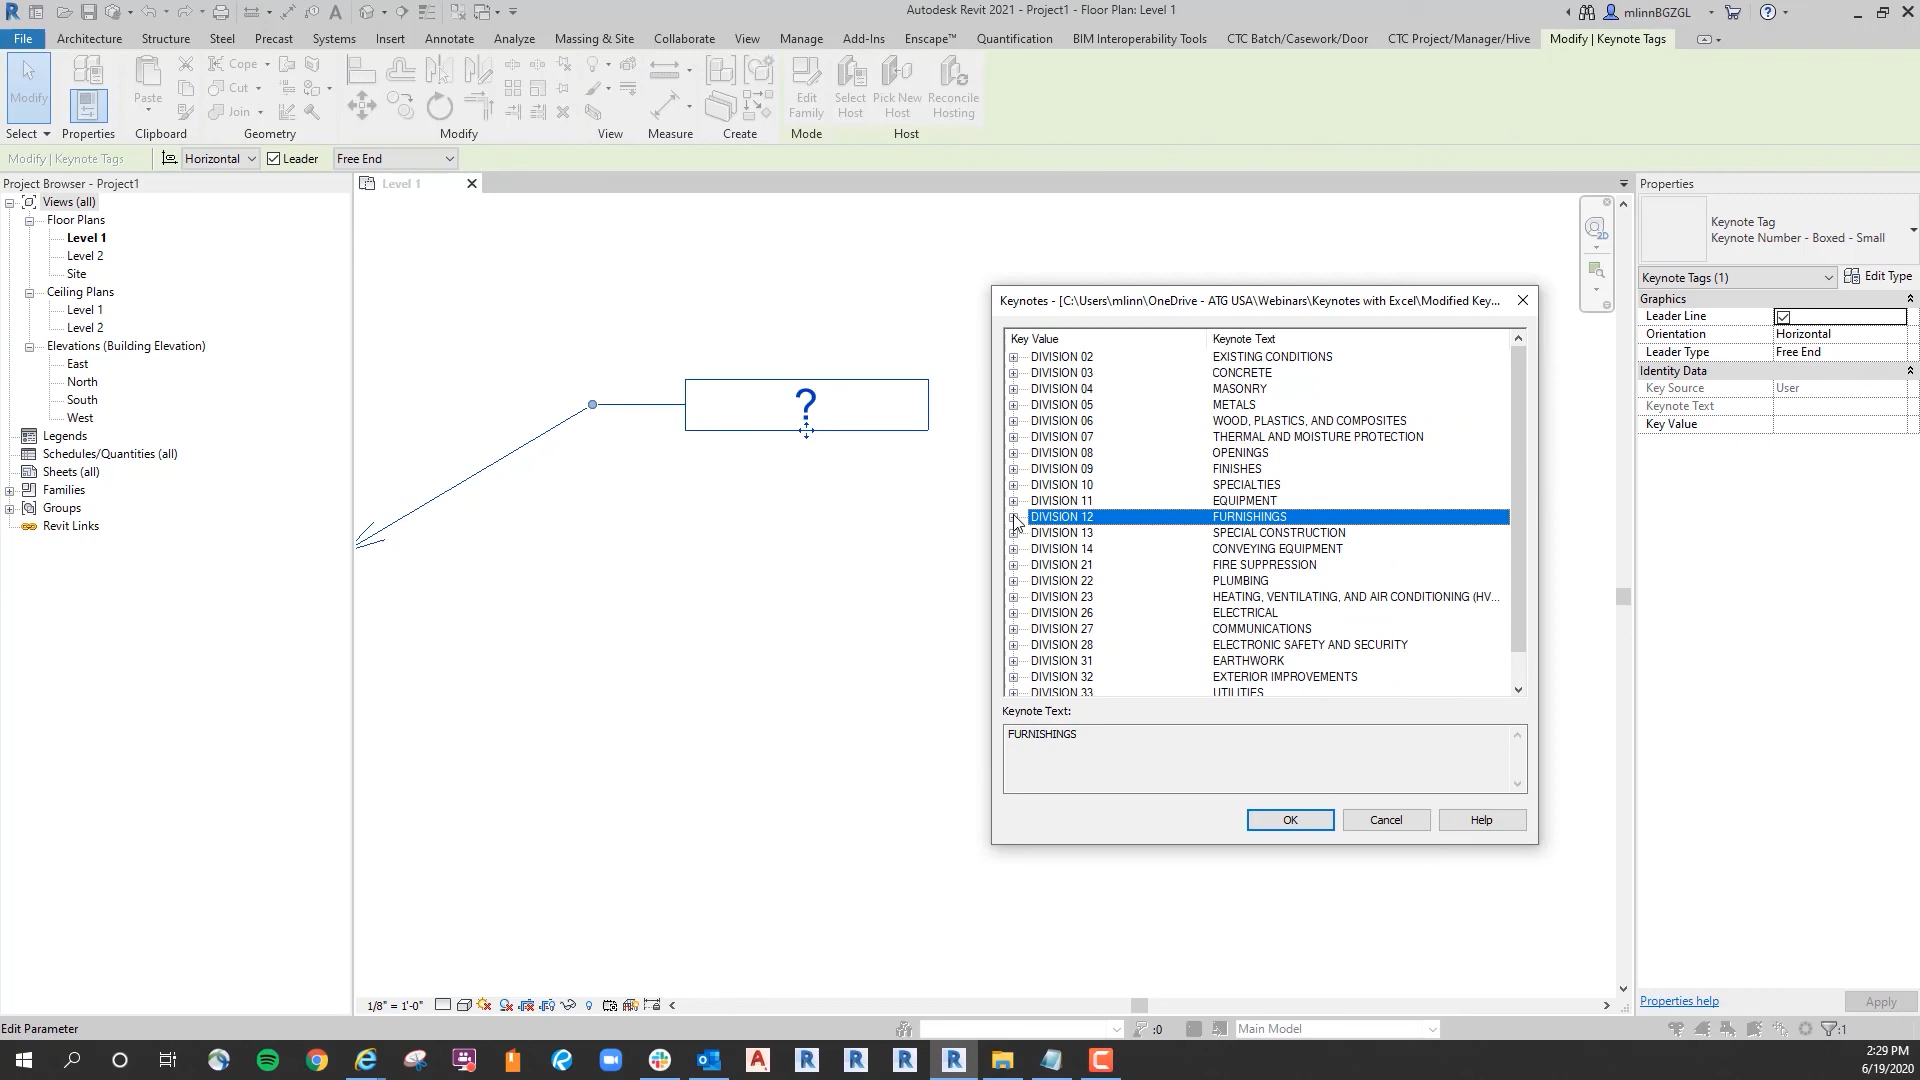 Autodesk Revit 2021 - Project1 - Floor Plan: Level 1
mlinnBGZGL
File Architecture Structure Steel Precast Systems Insert Annotate Analyze Massing & Site Collaborate View Manage Add-Ins Enscape™ Quantification BIM Interoperability Tools CTC Batch/Casework/Door CTC Project/Manager/Hive Modify | Keynote Tags
Modify
Paste
Cope
Cut
Join
Edit Family
Select Host
Pick New Host
Reconcile Hosting
Select Properties Clipboard Geometry Modify View Measure Create Mode Host
Modify | Keynote Tags Horizontal Leader Free End
Project Browser - Project1
Views (all)
Floor Plans
Level 1
Level 2
Site
Ceiling Plans
Level 1
Level 2
Elevations (Building Elevation)
East
North
South
West
Legends
Schedules/Quantities (all)
Sheets (all)
Families
Groups
Revit Links
Level 1
?
2D
Keynotes - [C:\Users\mlinn\OneDrive - ATG USA\Webinars\Keynotes with Excel\Modified Key...
Key Value Keynote Text
DIVISION 02 EXISTING CONDITIONS
DIVISION 03 CONCRETE
DIVISION 04 MASONRY
DIVISION 05 METALS
DIVISION 06 WOOD, PLASTICS, AND COMPOSITES
DIVISION 07 THERMAL AND MOISTURE PROTECTION
DIVISION 08 OPENINGS
DIVISION 09 FINISHES
DIVISION 10 SPECIALTIES
DIVISION 11 EQUIPMENT
DIVISION 12 FURNISHINGS
DIVISION 13 SPECIAL CONSTRUCTION
DIVISION 14 CONVEYING EQUIPMENT
DIVISION 21 FIRE SUPPRESSION
DIVISION 22 PLUMBING
DIVISION 23 HEATING, VENTILATING, AND AIR CONDITIONING (HV...
DIVISION 26 ELECTRICAL
DIVISION 27 COMMUNICATIONS
DIVISION 28 ELECTRONIC SAFETY AND SECURITY
DIVISION 31 EARTHWORK
DIVISION 32 EXTERIOR IMPROVEMENTS
DIVISION 33 UTILITIES
Keynote Text:
FURNISHINGS
OK Cancel Help
Properties
Keynote Tag
Keynote Number - Boxed - Small
Keynote Tags (1) Edit Type
Graphics
Leader Line
Orientation Horizontal
Leader Type Free End
Identity Data
Key Source User
Keynote Text
Key Value
Properties help Apply
1/8" = 1'-0"
Edit Parameter :0 Main Model :1
2:29 PM
6/19/2020